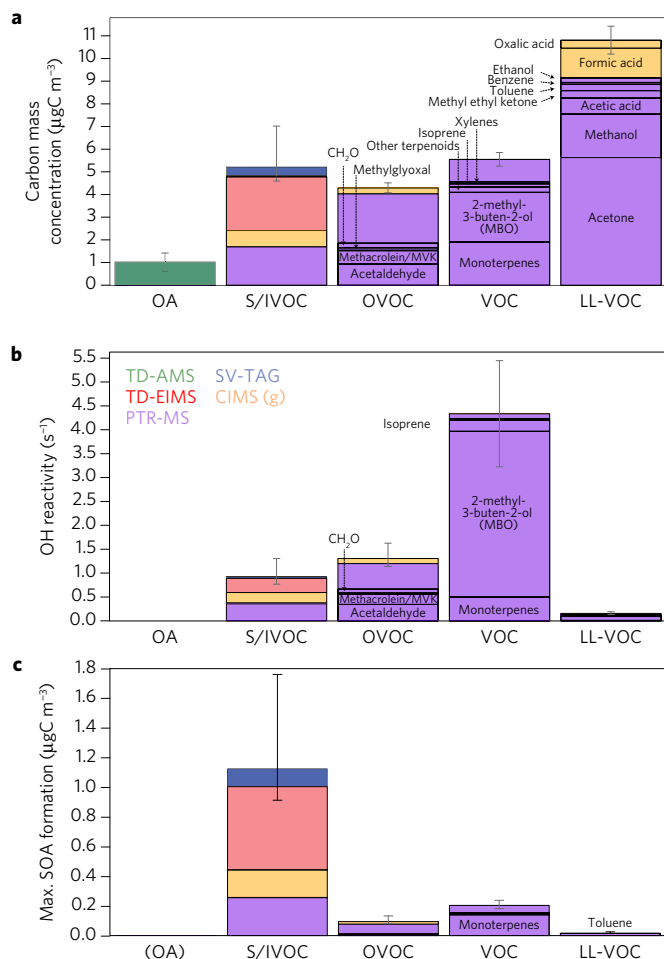 a
Carbon mass
concentration (μgC m⁻³)
11
10
9
8
7
6
5
4
3
2
1
0
CH₂O
Methylglyoxal
Methacrolein/MVK
Acetaldehyde
Other terpenoids
Isoprene
Xylenes
2-methyl-
3-buten-2-ol
(MBO)
Monoterpenes
Oxalic acid
Formic acid
Ethanol
Benzene
Toluene
Methyl ethyl ketone
Acetic acid
Methanol
Acetone
OA S/IVOC OVOC VOC LL-VOC
b
OH reactivity (s⁻¹)
5.5
5.0
4.5
4.0
3.5
3.0
2.5
2.0
1.5
1.0
0.5
0.0
TD-AMS SV-TAG
TD-EIMS CIMS (g)
PTR-MS
CH₂O
Methacrolein/MVK
Acetaldehyde
Isoprene
2-methyl-
3-buten-2-ol
(MBO)
Monoterpenes
OA S/IVOC OVOC VOC LL-VOC
c
Max. SOA formation (μgC m⁻³)
1.8
1.6
1.4
1.2
1.0
0.8
0.6
0.4
0.2
0.0
Monoterpenes
Toluene
(OA) S/IVOC OVOC VOC LL-VOC